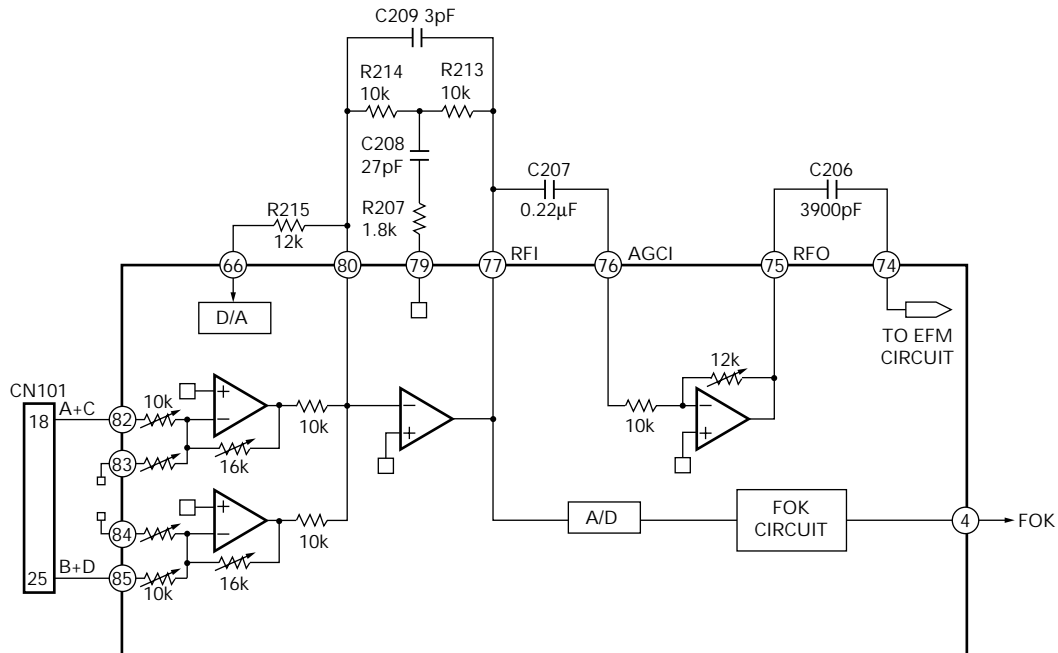 C209 3pF
R214
10k
R213
10k
C208
27pF
R207
1.8k
R215
12k
C207
0.22µF
C206
3900pF
66
80
79
77
RFI
76
AGCI
75
RFO
74
D/A
TO EFM
CIRCUIT
CN101
18
A+C
82
10k
+
−
16k
10k
83
−
+
12k
10k
−
+
84
+
−
16k
10k
25
B+D
85
10k
A/D
FOK
CIRCUIT
4
FOK